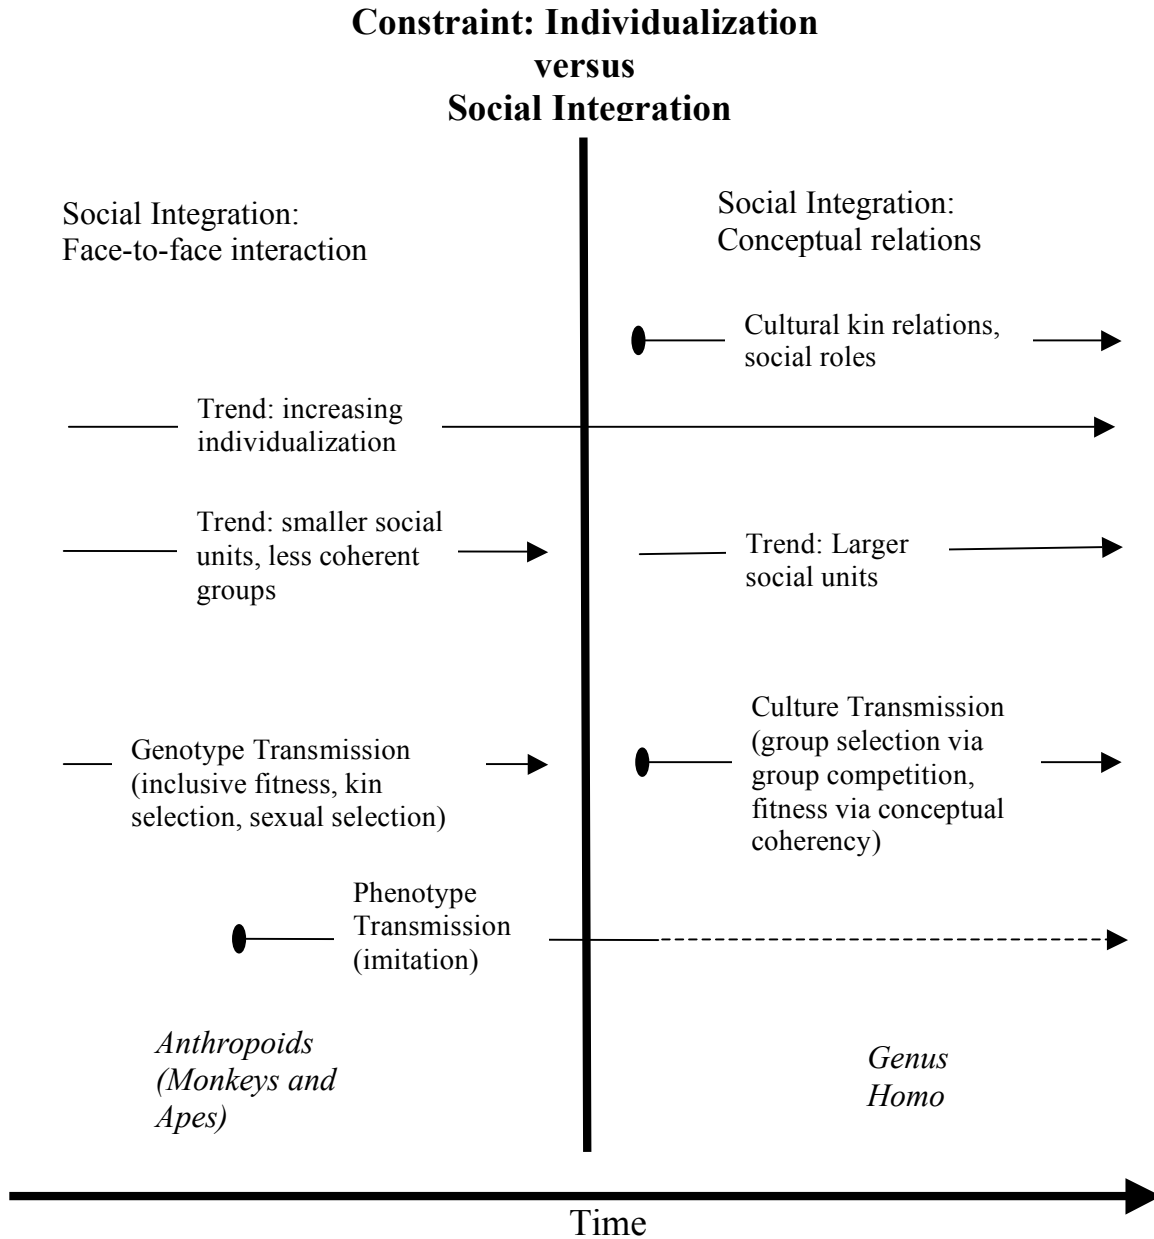 Constraint: Individualization
versus
Social Integration
Social Integration:
Face-to-face interaction
Social Integration:
Conceptual relations
Cultural kin relations,
social roles
Trend: increasing
individualization
Trend: smaller social
units, less coherent
groups
Trend: Larger
social units
Genotype Transmission
(inclusive fitness, kin
selection, sexual selection)
Culture Transmission
(group selection via
group competition,
fitness via conceptual
coherency)
Phenotype
Transmission
(imitation)
Anthropoids
(Monkeys and
Apes)
Genus
Homo
Time